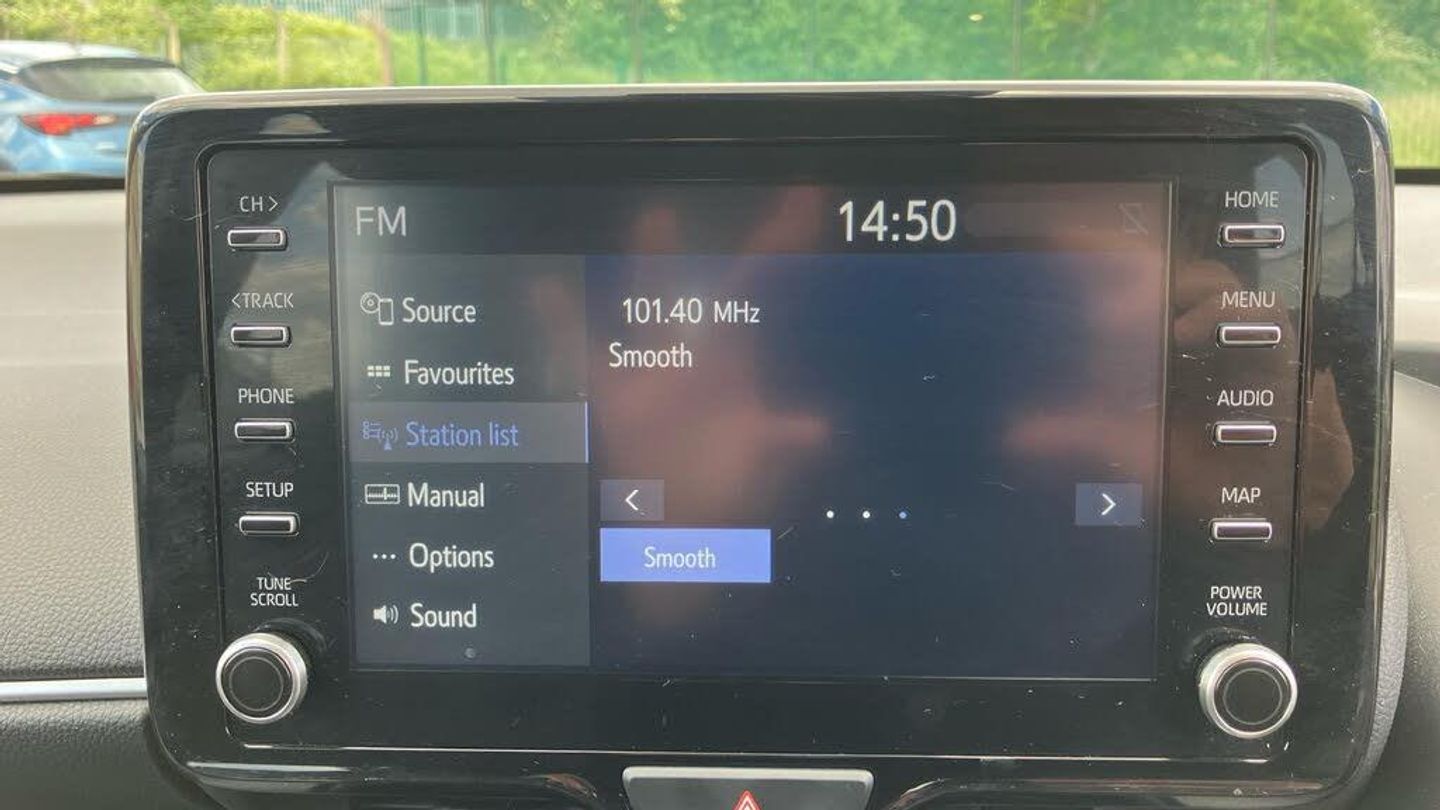 CH >
<TRACK
PHONE
SETUP
TUNE
SCROLL
FM
14:50
Source
Favourites
Station list
Manual
Options
Sound
101.40 MHz
Smooth
<
>
Smooth
HOME
MENU
AUDIO
MAP
POWER
VOLUME